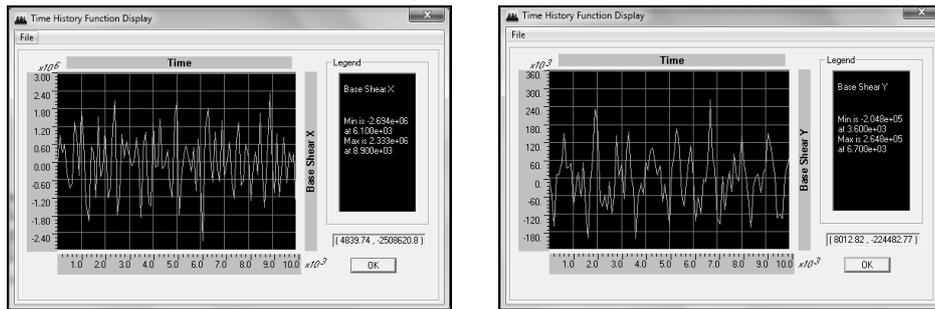 Time History Function Display
File
Time
x10 6
3.00
2.40
1.80
1.20
0.60
0.00
-0.60
-1.20
-1.80
-2.40
1.0 2.0 3.0 4.0 5.0 6.0 7.0 8.0 9.0 10.0 x10 -3
Base Shear X
Legend
Base Shear X
Min is -2.694e+06
at 6.100e+03
Max is 2.333e+06
at 8.900e+03
( 4839.74 , -2508620.8 )
OK
Time History Function Display
File
Time
x10 3
360.
300.
240.
180.
120.
60.
0.
-60.
-120.
-180.
1.0 2.0 3.0 4.0 5.0 6.0 7.0 8.0 9.0 10.0 x10 -3
Base Shear Y
Legend
Base Shear Y
Min is -2.048e+05
at 3.600e+03
Max is 2.648e+05
at 6.700e+03
( 8012.82 , -224482.77 )
OK